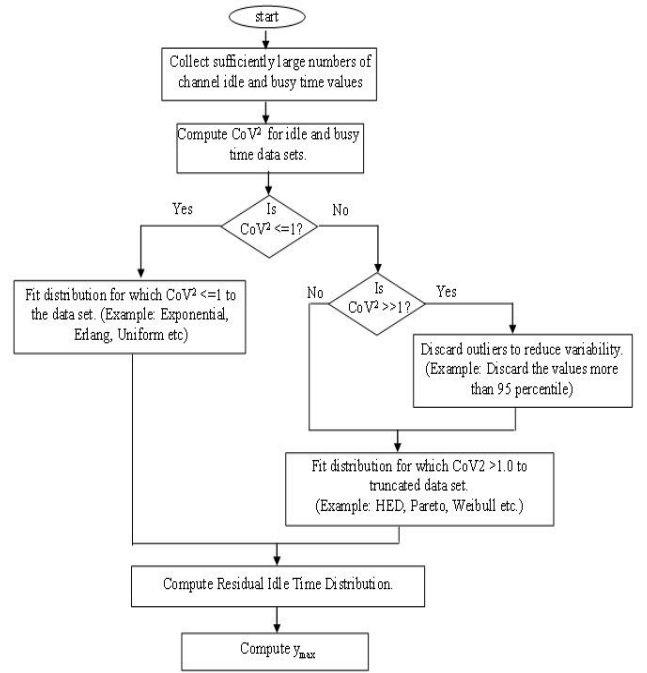 start
Collect sufficiently large numbers of
channel idle and busy time values
Compute CoV² for idle and busy
time data sets.
Yes
Is
CoV² <=1?
No
Fit distribution for which CoV² <=1 to
the data set. (Example: Exponential,
Erlang, Uniform etc)
No
Is
CoV² >>1?
Yes
Discard outliers to reduce variability.
(Example: Discard the values more
than 95 percentile)
Fit distribution for which CoV2 >1.0 to
truncated data set.
(Example: HED, Pareto, Weibull etc.)
Compute Residual Idle Time Distribution.
Compute ymax